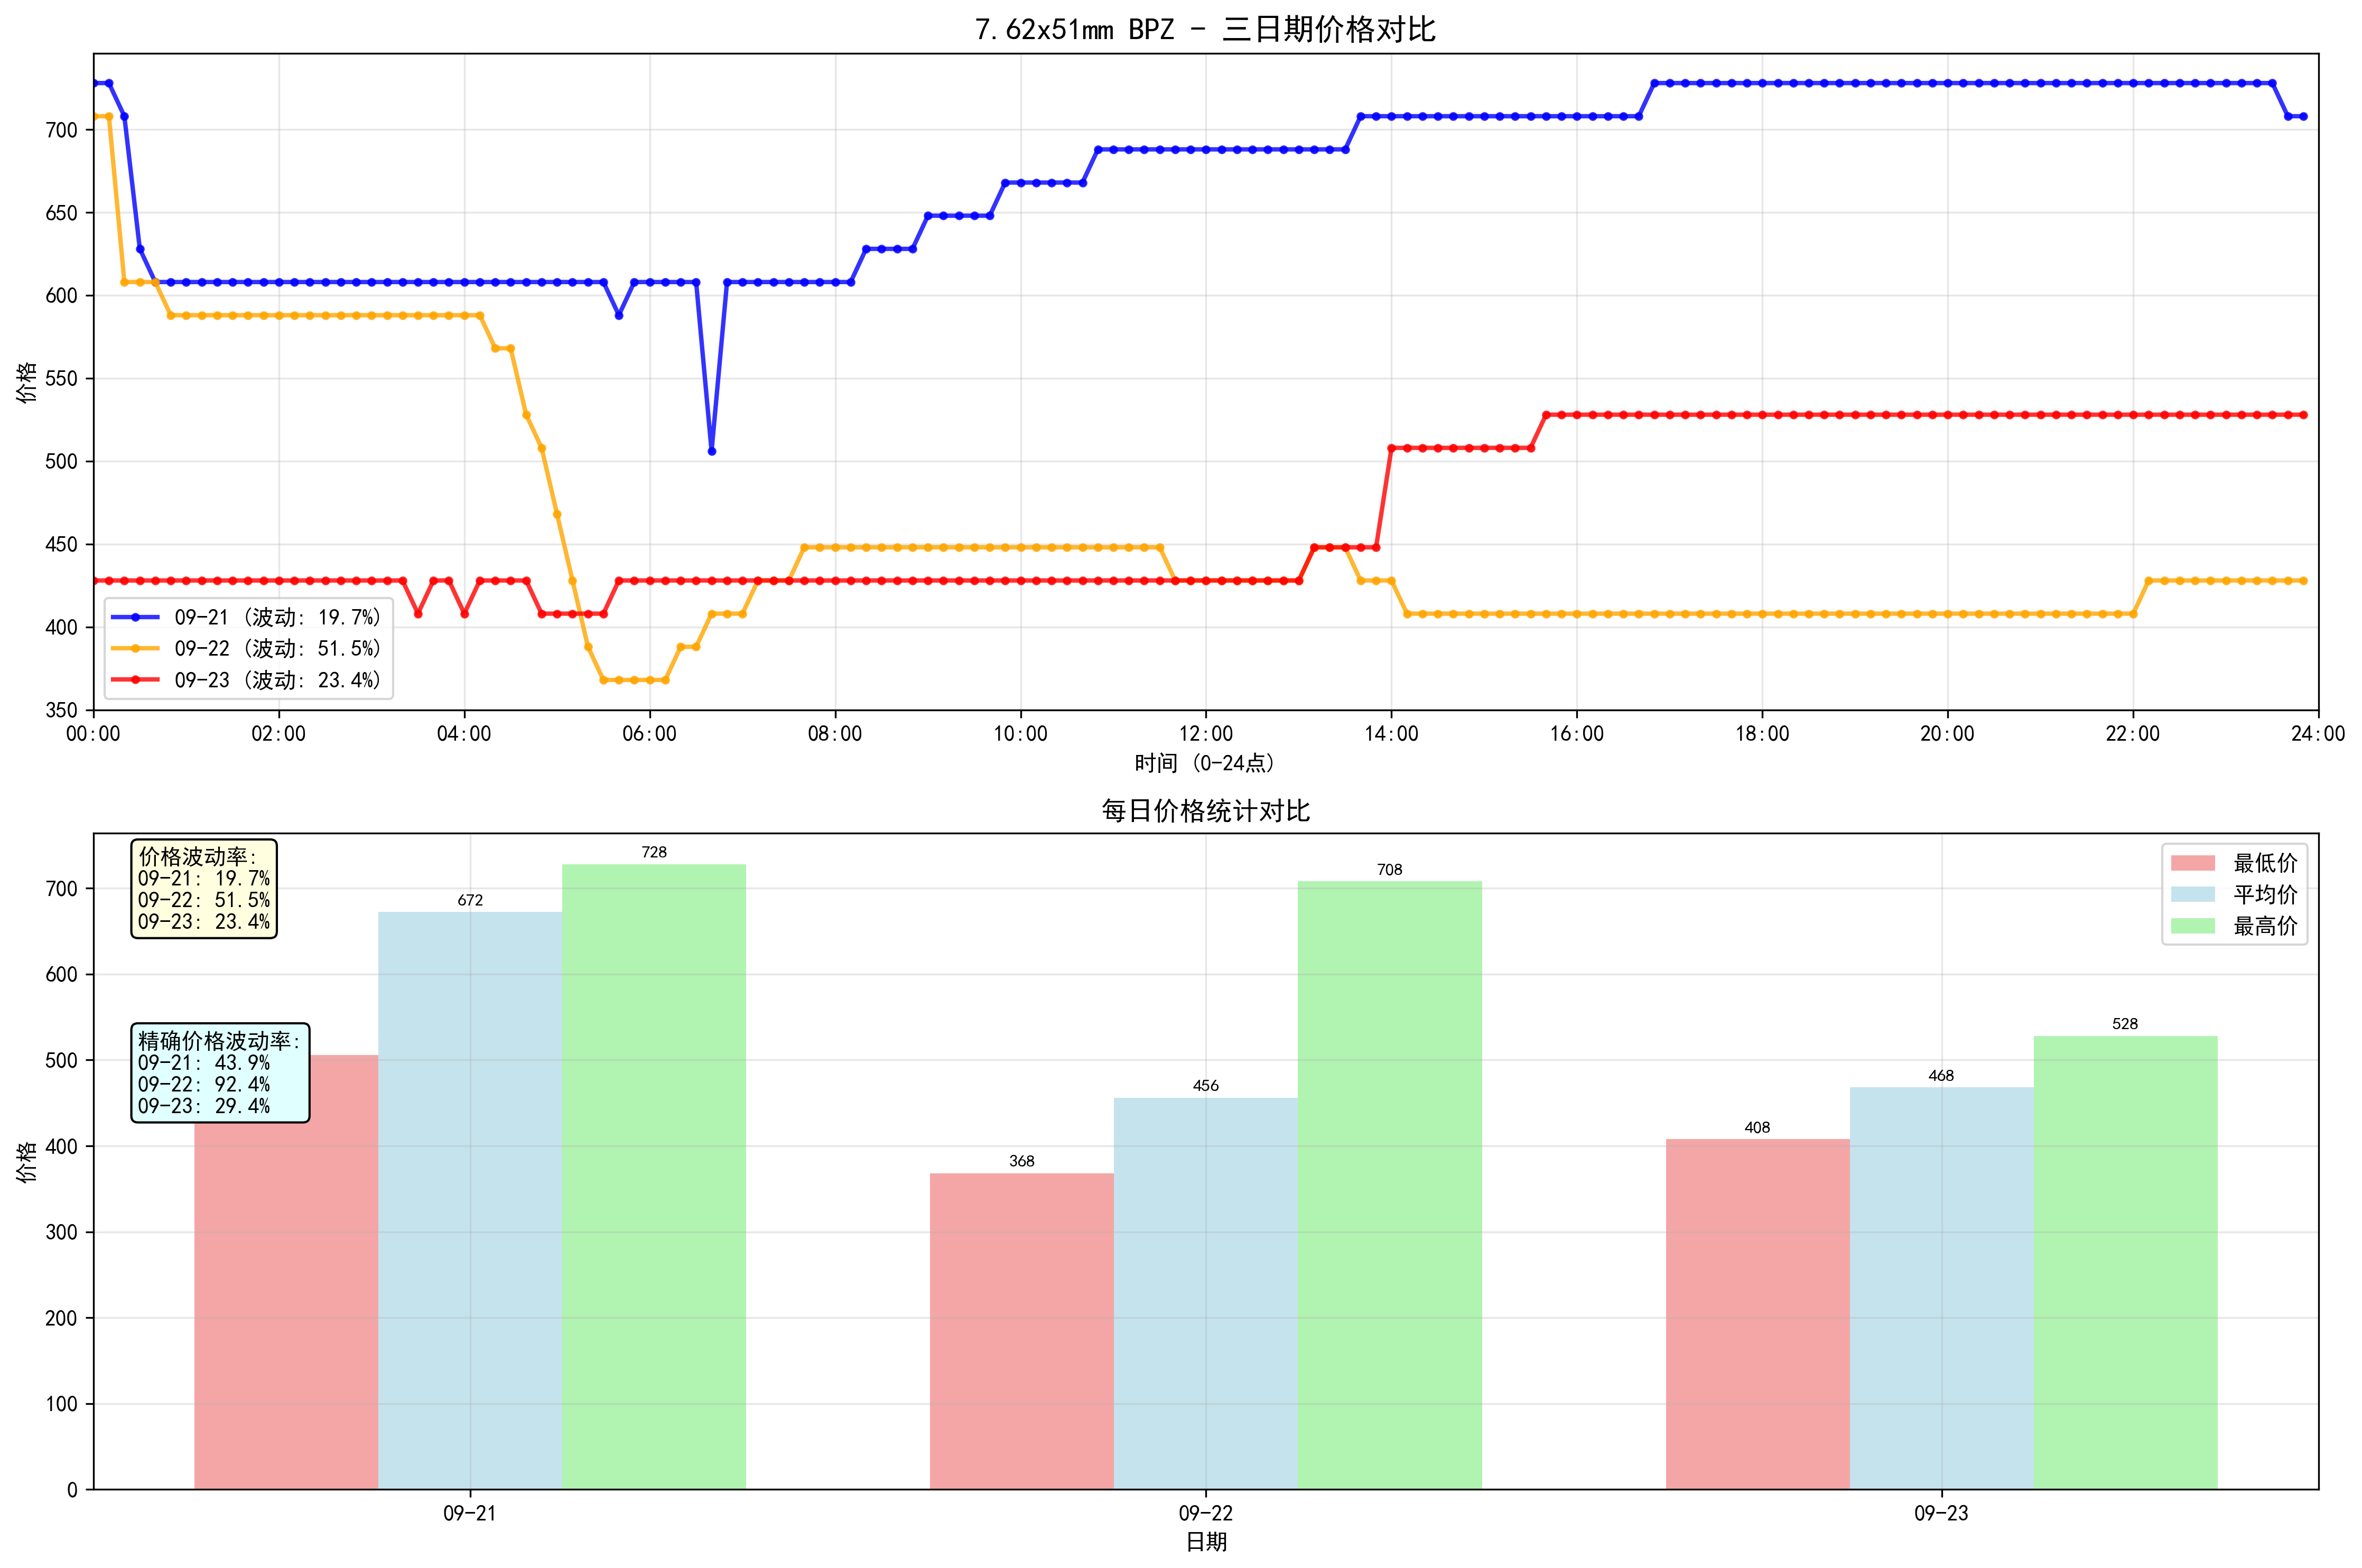 7.62x51mm BPZ - 三日期价格对比
价格
700
650
600
550
500
450
400
350
09-21 (波动: 19.7%)
09-22 (波动: 51.5%)
09-23 (波动: 23.4%)
00:00 02:00 04:00 06:00 08:00 10:00 12:00 14:00 16:00 18:00 20:00 22:00 24:00
时间 (0-24点)
每日价格统计对比
价格
700
600
500
400
300
200
100
0
价格波动率:
09-21: 19.7%
09-22: 51.5%
09-23: 23.4%
精确价格波动率:
09-21: 43.9%
09-22: 92.4%
09-23: 29.4%
672
728
368
456
708
408
468
528
最低价
平均价
最高价
09-21 09-22 09-23
日期